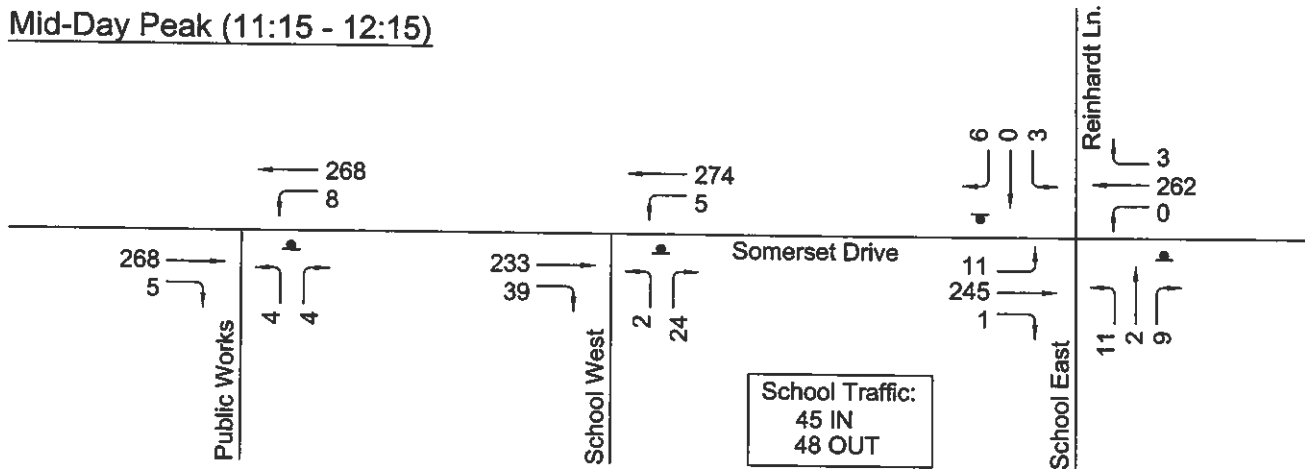 Mid-Day Peak (11:15 - 12:15)
Reinhardt Ln.
6
0
3
3
262
0
268
8
274
5
Somerset Drive
268
5
4
4
233
39
2
24
11
245
1
11
2
9
Public Works
School West
School East
School Traffic:
45 IN
48 OUT